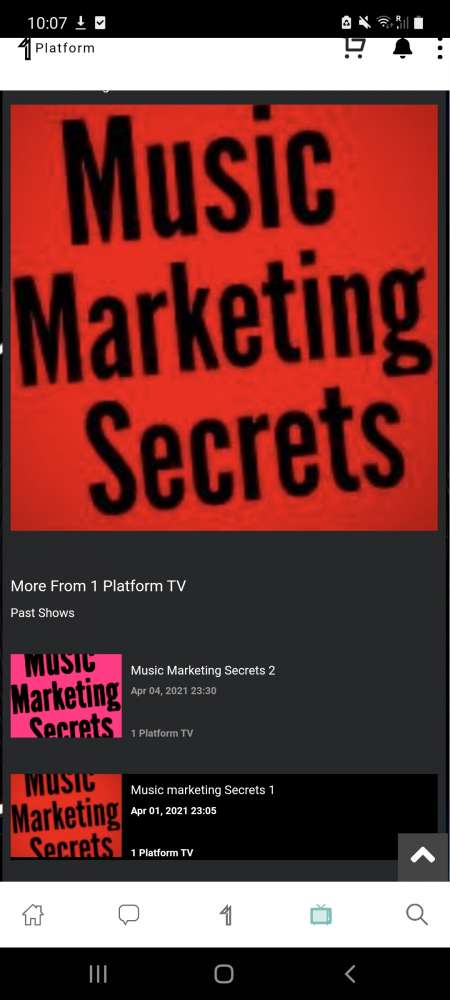 10:07
R
1 Platform
Music
Marketing
Secrets
More From 1 Platform TV
Past Shows
Music
Marketing
Secrets
Music Marketing Secrets 2
Apr 04, 2021 23:30
1 Platform TV
Music
Marketing
Secrets
Music marketing Secrets 1
Apr 01, 2021 23:05
1 Platform TV
1